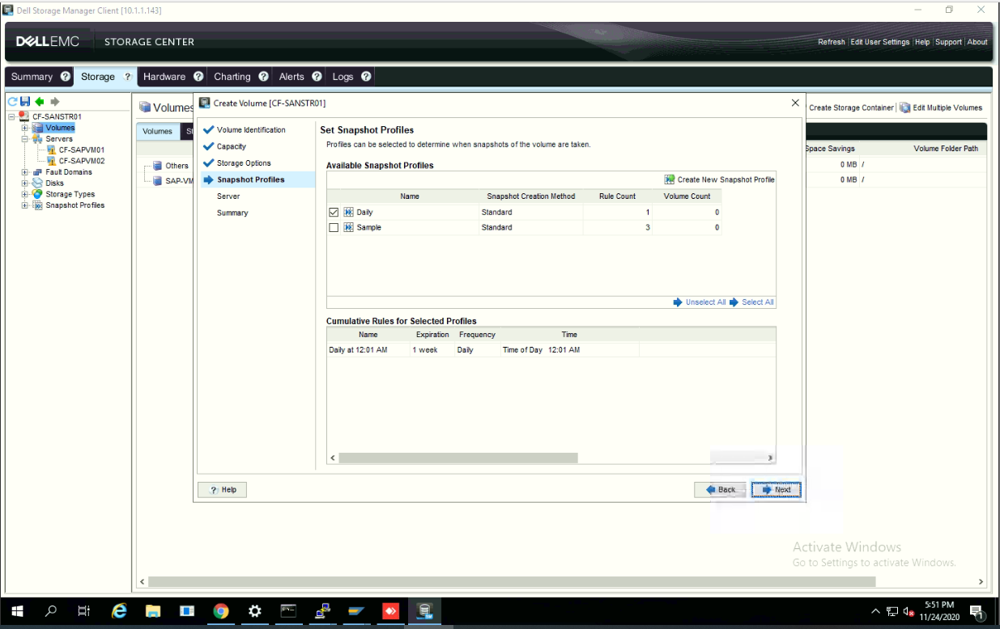 Dell Storage Manager Client [10.1.1.143]
DELLEMC STORAGE CENTER
Refresh Edit User Settings Help Support About
Summary ? Storage ? Hardware ? Charting ? Alerts ? Logs ?
CF-SANSTR01
Volumes
Servers
CF-SAPVM01
CF-SAPVM02
Fault Domains
Disks
Storage Types
Snapshot Profiles
Volumes
Create Storage Container Edit Multiple Volumes
Volumes
Space Savings Volume Folder Path
Others 0 MB /
SAP-VM 0 MB /
Create Volume [CF-SANSTR01]
Volume Identification
Capacity
Storage Options
Snapshot Profiles
Server
Summary
Set Snapshot Profiles
Profiles can be selected to determine when snapshots of the volume are taken.
Available Snapshot Profiles
Create New Snapshot Profile
Name Snapshot Creation Method Rule Count Volume Count
Daily Standard 1 0
Sample Standard 3 0
Unselect All Select All
Cumulative Rules for Selected Profiles
Name Expiration Frequency Time
Daily at 12:01 AM 1 week Daily Time of Day 12:01 AM
? Help Back Next
Activate Windows
Go to Settings to activate Windows.
5:51 PM
11/24/2020
1